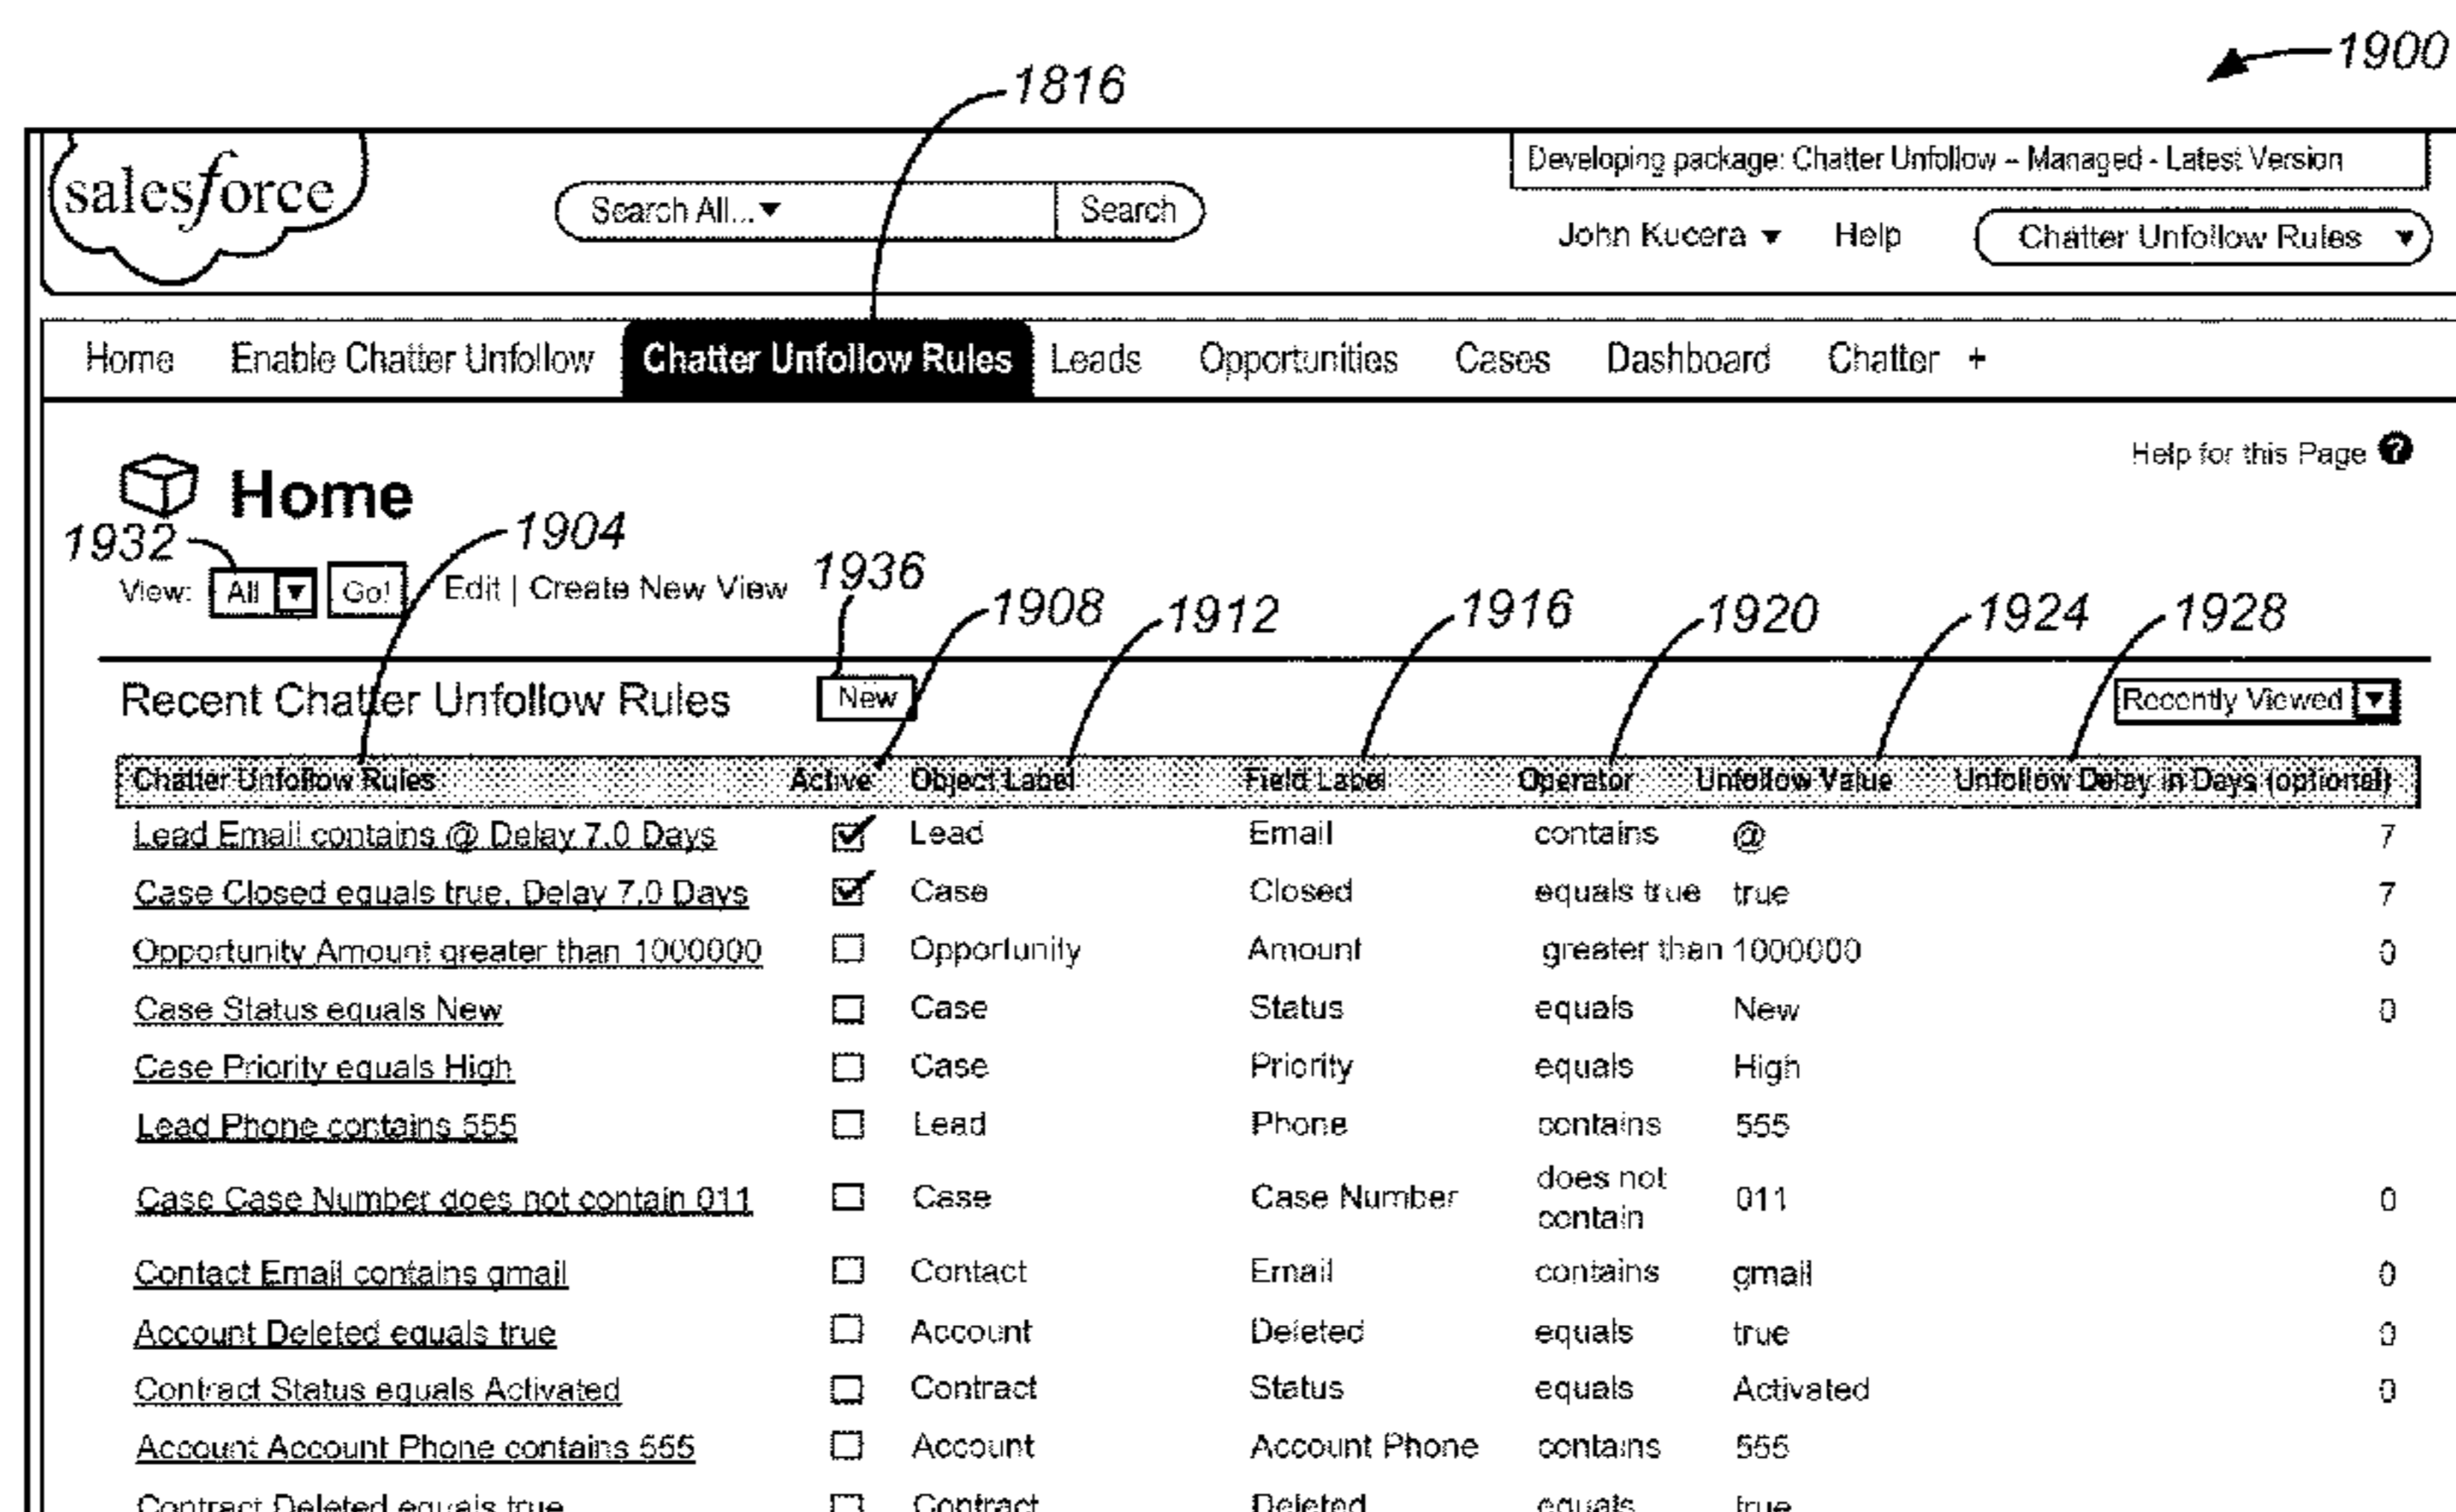 1900
1816
salesforce
Developing package: Chatter Unfollow – Managed - Latest Version
Search All... Search
John Kucera Help Chatter Unfollow Rules
Home Enable Chatter Unfollow Chatter Unfollow Rules Leads Opportunities Cases Dashboard Chatter +
Help for this Page ?
Home
1932 1904 1936 1908 1912 1916 1920 1924 1928
View: All Go! Edit | Create New View
Recent Chatter Unfollow Rules New Recently Viewed
Chatter Unfollow Rules Active Object Label Field Label Operator Unfollow Value Unfollow Delay in Days (optional)
Lead Email contains @ Delay 7.0 Days Lead Email contains @ 7
Case Closed equals true, Delay 7.0 Days Case Closed equals true true 7
Opportunity Amount greater than 1000000 Opportunity Amount greater than 1000000 0
Case Status equals New Case Status equals New 0
Case Priority equals High Case Priority equals High
Lead Phone contains 555 Lead Phone contains 555
Case Case Number does not contain 011 Case Case Number does not contain 011 0
Contact Email contains gmail Contact Email contains gmail 0
Account Deleted equals true Account Deleted equals true 0
Contract Status equals Activated Contract Status equals Activated 0
Account Account Phone contains 555 Account Account Phone contains 555
Contract Deleted equals true Contract Deleted equals true